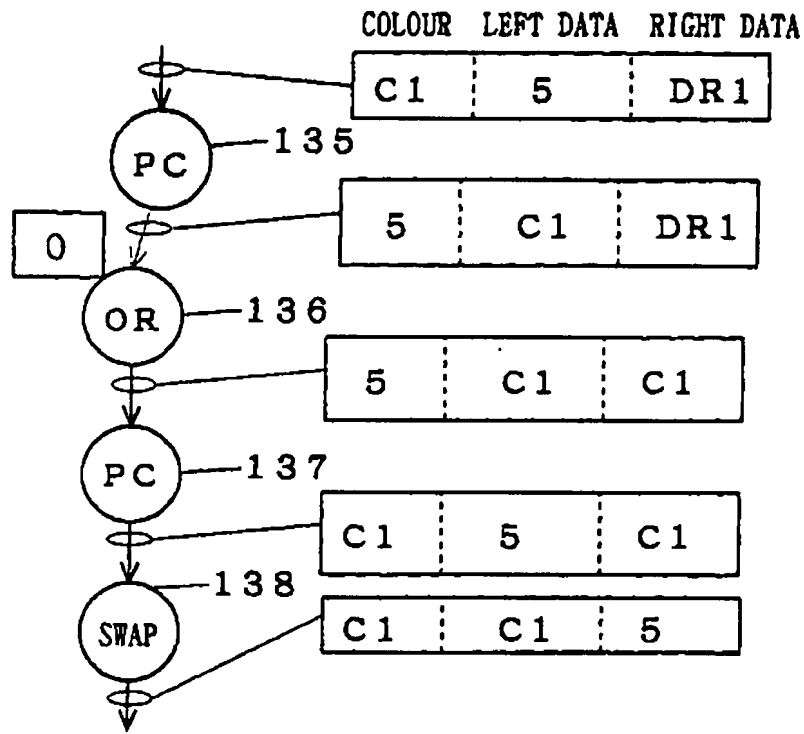 COLOUR LEFT DATA RIGHT DATA
C1 5 DR1
PC 135
5 C1 DR1
0
OR 136
5 C1 C1
PC 137
C1 5 C1
138
SWAP
C1 C1 5